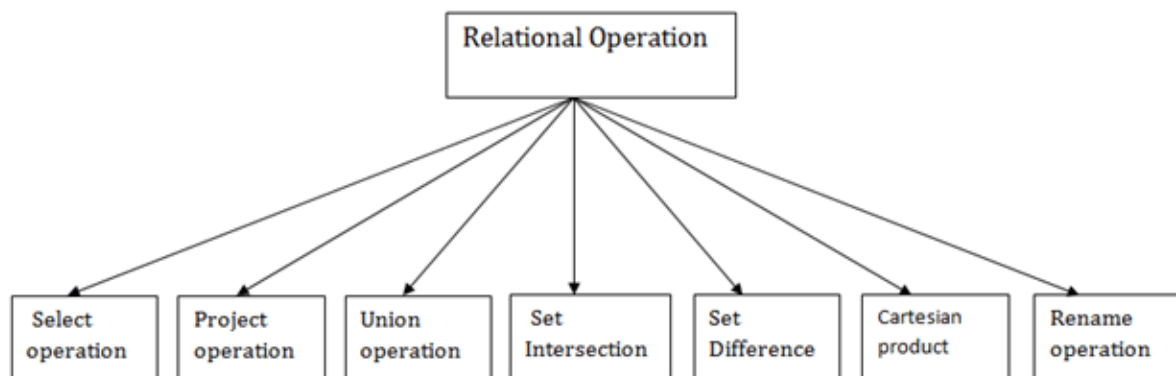 Relational Operation
Select
operation
Project
operation
Union
operation
Set
Intersection
Set
Difference
Cartesian
product
Rename
operation